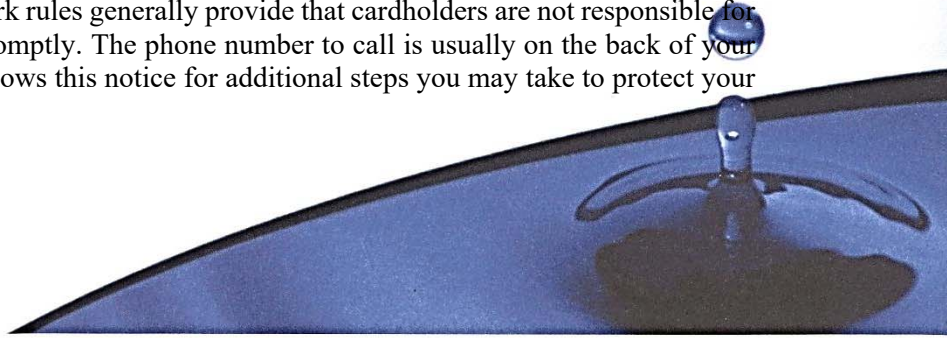 rk rules generally provide that cardholders are not responsible for
omptly. The phone number to call is usually on the back of your
ows this notice for additional steps you may take to protect your